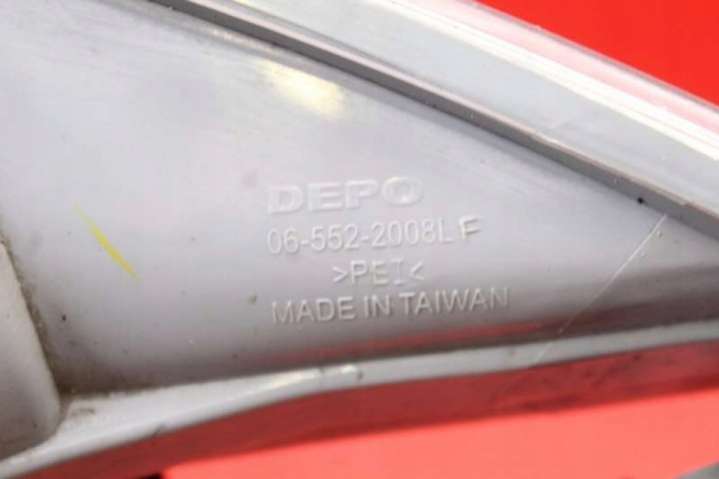 DEPO
06-552-2008L F
>PEI<
MADE IN TAIWAN